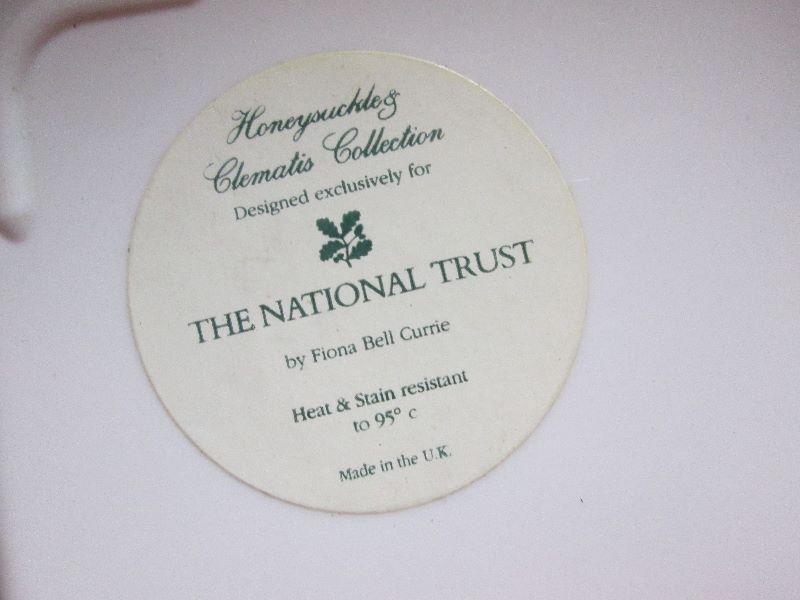 Honeysuckle &
Clematis Collection
Designed exclusively for
THE NATIONAL TRUST
by Fiona Bell Currie
Heat & Stain resistant
to 95° c
Made in the U.K.